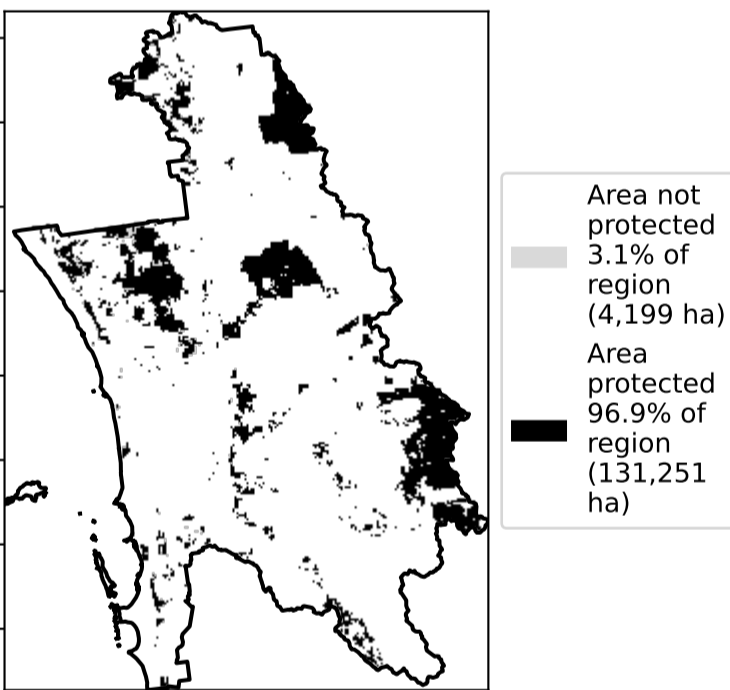 Area not
protected
3.1% of
region
(4,199 ha)
Area
protected
96.9% of
region
(131,251
ha)